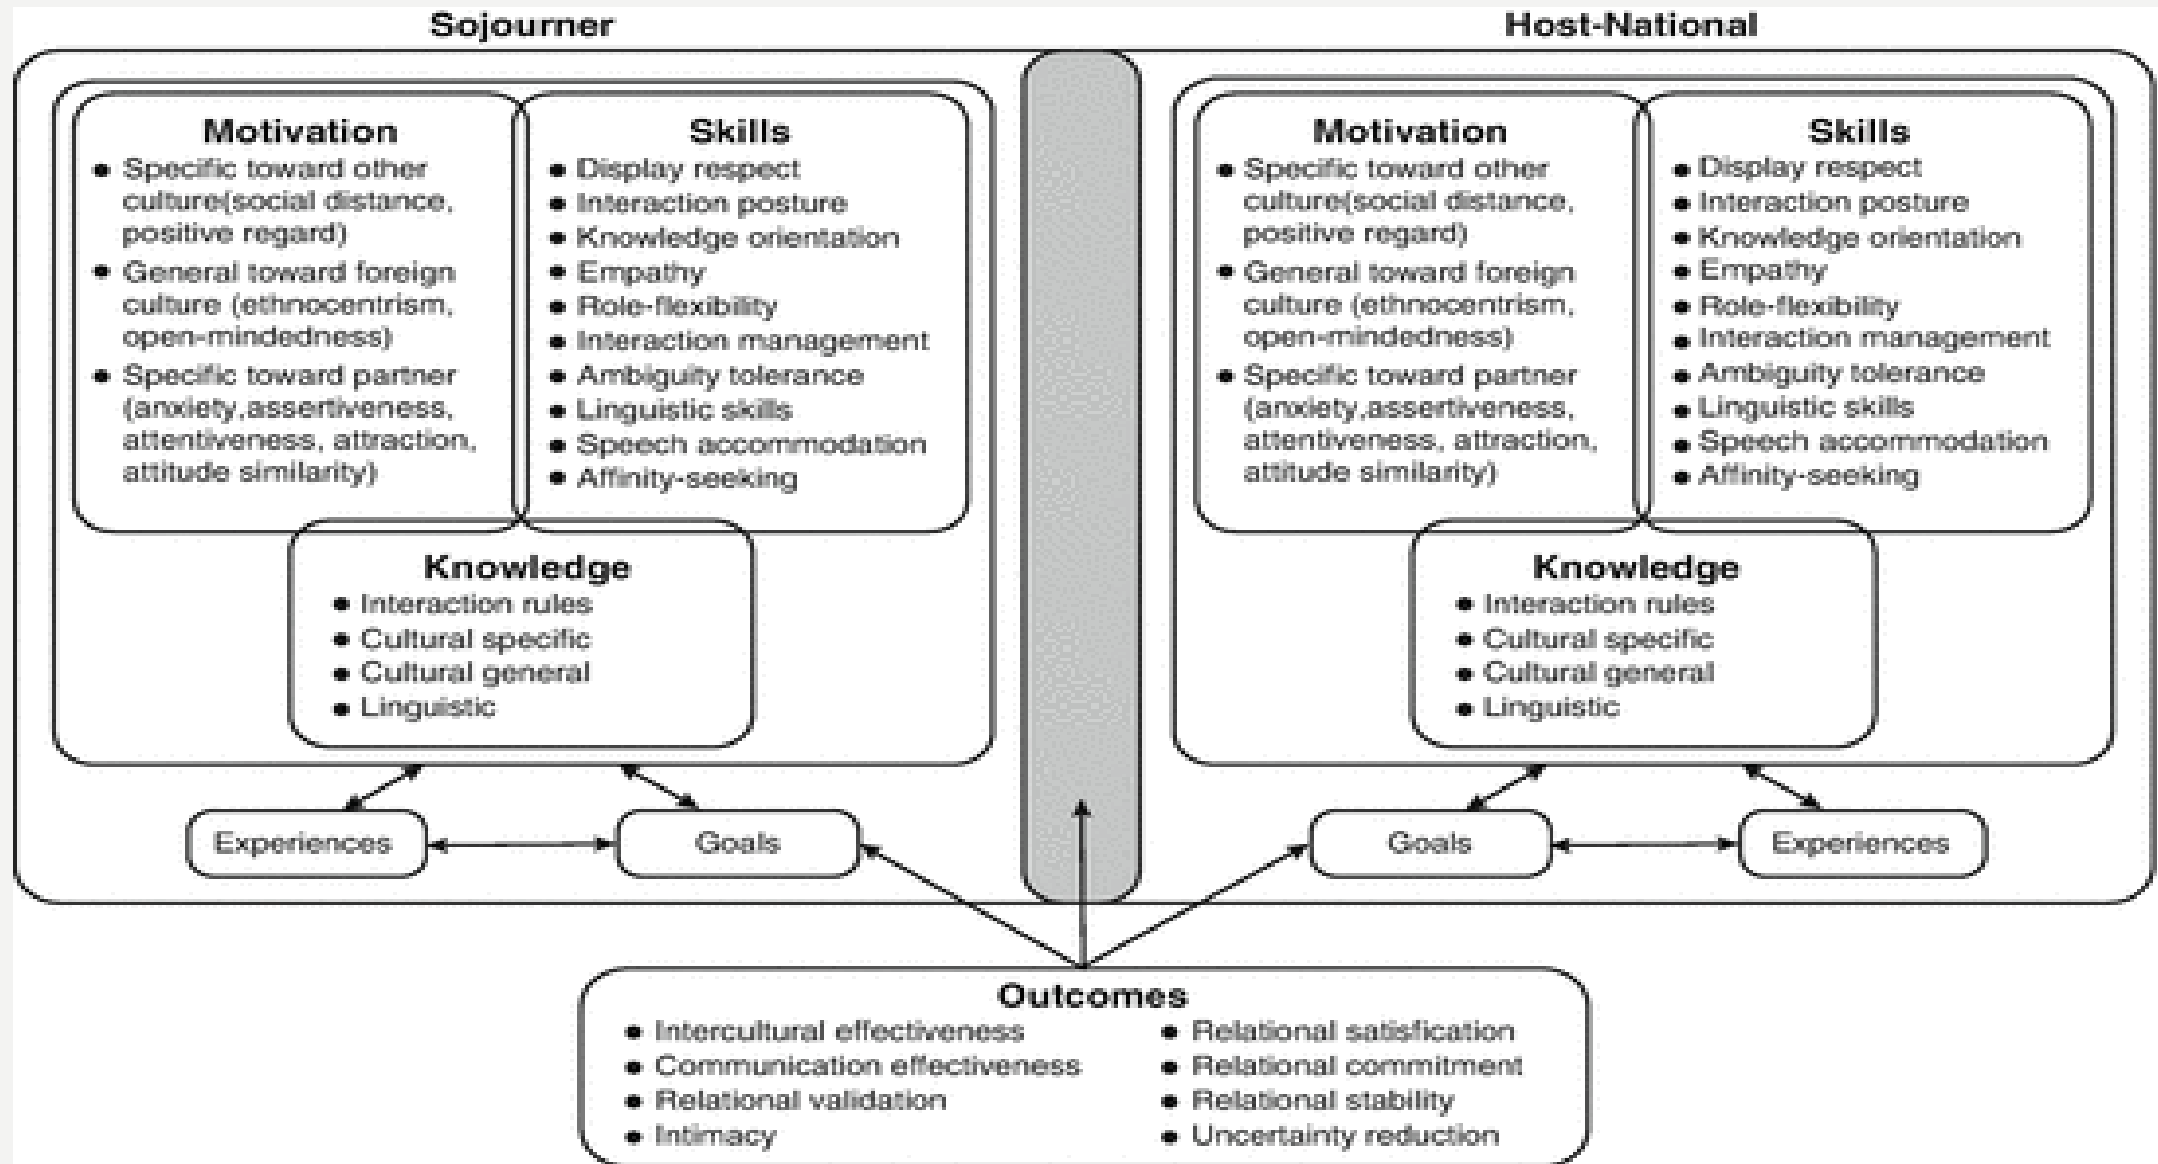 Sojourner
Motivation
• Specific toward other
culture(social distance,
positive regard)
• General toward foreign
culture (ethnocentrism,
open-mindedness)
• Specific toward partner
(anxiety,assertiveness,
attentiveness, attraction,
attitude similarity)
Skills
• Display respect
• Interaction posture
• Knowledge orientation
• Empathy
• Role-flexibility
• Interaction management
• Ambiguity tolerance
• Linguistic skills
• Speech accommodation
• Affinity-seeking
Knowledge
• Interaction rules
• Cultural specific
• Cultural general
• Linguistic
Experiences
Goals
Host-National
Motivation
• Specific toward other
culture(social distance,
positive regard)
• General toward foreign
culture (ethnocentrism,
open-mindedness)
• Specific toward partner
(anxiety,assertiveness,
attentiveness, attraction,
attitude similarity)
Skills
• Display respect
• Interaction posture
• Knowledge orientation
• Empathy
• Role-flexibility
• Interaction management
• Ambiguity tolerance
• Linguistic skills
• Speech accommodation
• Affinity-seeking
Knowledge
• Interaction rules
• Cultural specific
• Cultural general
• Linguistic
Goals
Experiences
Outcomes
• Intercultural effectiveness
• Communication effectiveness
• Relational validation
• Intimacy
• Relational satisfication
• Relational commitment
• Relational stability
• Uncertainty reduction